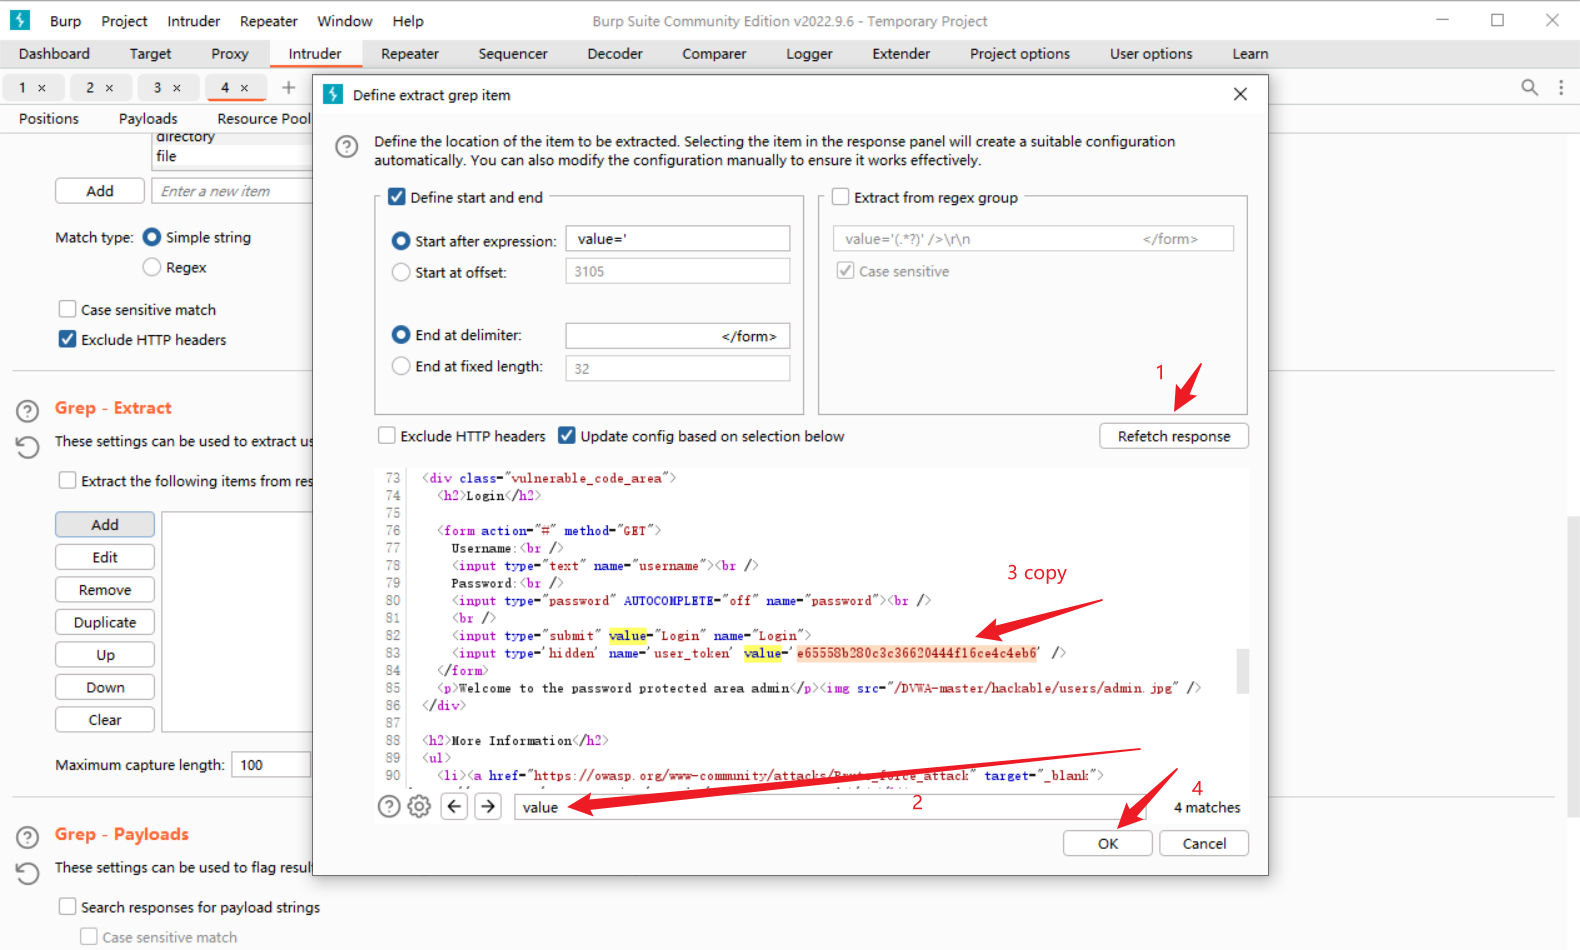 Burp Project Intruder Repeater Window Help Burp Suite Community Edition v2022.9.6 - Temporary Project
Dashboard Target Proxy Intruder Repeater Sequencer Decoder Comparer Logger Extender Project options User options Learn
1 × 2 × 3 × 4 × +
Positions Payloads Resource Pool
directory
file
Add Enter a new item
Match type: Simple string
Regex
Case sensitive match
Exclude HTTP headers
Grep - Extract
These settings can be used to extract us
Extract the following items from res
Add
Edit
Remove
Duplicate
Up
Down
Clear
Maximum capture length: 100
Grep - Payloads
These settings can be used to flag resul
Search responses for payload strings
Case sensitive match
Define extract grep item
Define the location of the item to be extracted. Selecting the item in the response panel will create a suitable configuration
automatically. You can also modify the configuration manually to ensure it works effectively.
Define start and end
Start after expression: value='
Start at offset: 3105
End at delimiter: </form>
End at fixed length: 32
Extract from regex group
value='(.*?)' />\r\n </form>
Case sensitive
1
Exclude HTTP headers Update config based on selection below Refetch response
73 <div class="vulnerable_code_area">
74 <h2>Login</h2>
75
76 <form action="#" method="GET">
77 Username:<br />
78 <input type="text" name="username"><br />
79 Password:<br />
80 <input type="password" AUTOCOMPLETE="off" name="password"><br />
81 <br />
82 <input type="submit" value="Login" name="Login">
83 <input type='hidden' name='user_token' value='e65558b280c3c36620444f16ce4c4eb6' />
84 </form>
85 <p>Welcome to the password protected area admin</p><img src="/DVWA-master/hackable/users/admin.jpg" />
86 </div>
87
88 <h2>More Information</h2>
89 <ul>
90 <li><a href="https://owasp.org/www-community/attacks/Brute_force_attack" target="_blank">
3 copy
value 2 4 matches
4
OK Cancel